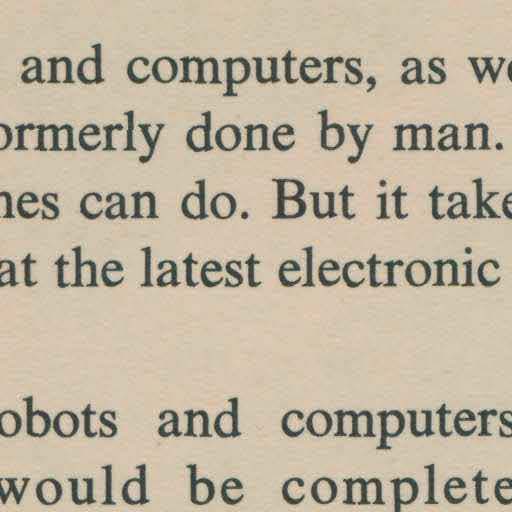 and computers, as we
ormerly done by man.
nes can do. But it take
at the latest electronic
obots and computers
would be complete